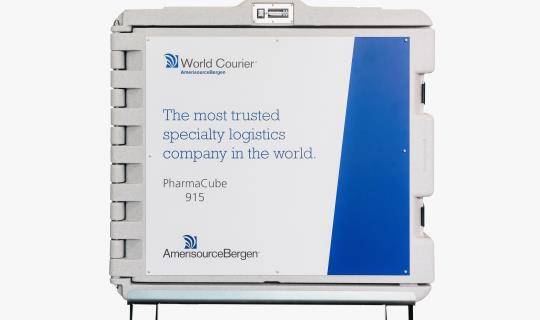 World Courier
AmerisourceBergen
The most trusted
specialty logistics
company in the world.
PharmaCube
915
AmerisourceBergen